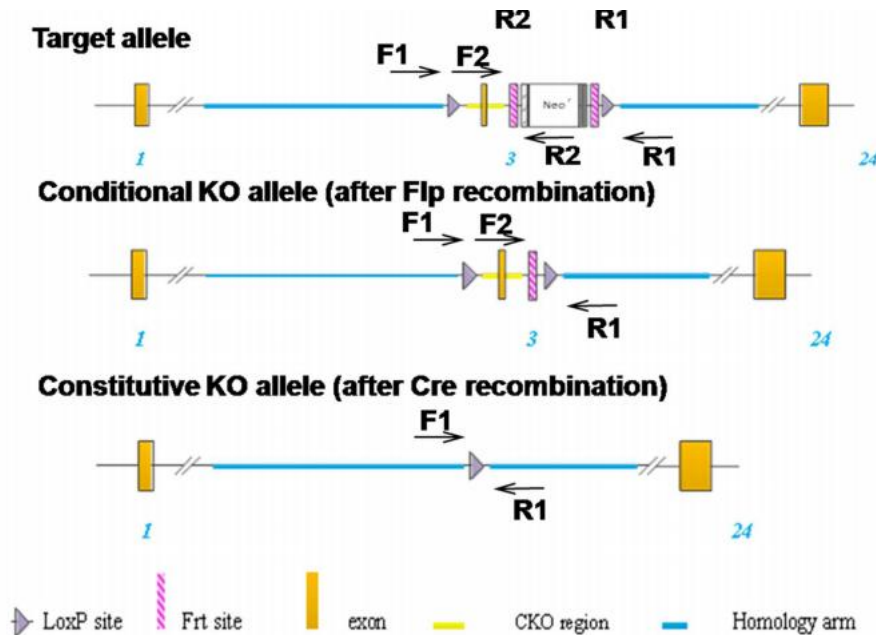 R2 R1
Target allele
F1 F2
Neo r
R2 R1
1 3 24
Conditional KO allele (after Flp recombination)
F1 F2
R1
1 3 24
Constitutive KO allele (after Cre recombination)
F1
R1
1 24
LoxP site Frt site exon CKO region Homology arm